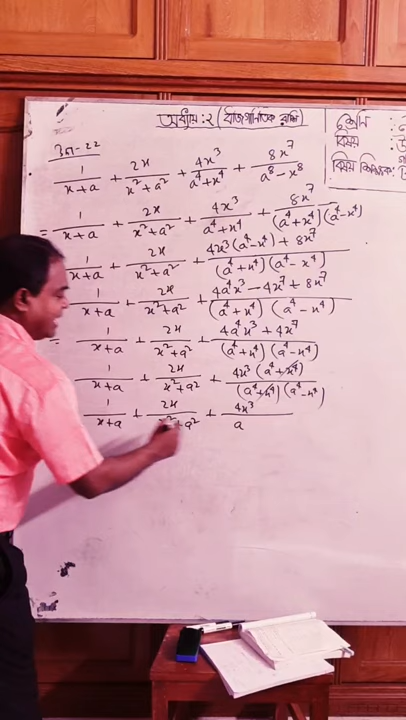 অধ্যায়: ২ (বীজগাণিতিক রাশি)
শ্রেণি :
বিষয় :
বিষয় শিক্ষক :
উদা-২২
1/(x+a) + 2x/(x²+a²) + 4x³/(a⁴+x⁴) + 8x⁷/(a⁸-x⁸)
= 1/(x+a) + 2x/(x²+a²) + 4x³/(a⁴+x⁴) + 8x⁷/((a⁴+x⁴)(a⁴-x⁴))
1/(x+a) + 2x/(x²+a²) + (4x³(a⁴-x⁴) + 8x⁷)/((a⁴+x⁴)(a⁴-x⁴))
1/(x+a) + 2x/(x²+a²) + (4a⁴x³ - 4x⁷ + 8x⁷)/((a⁴+x⁴)(a⁴-x⁴))
= 1/(x+a) + 2x/(x²+a²) + (4a⁴x³ + 4x⁷)/((a⁴+x⁴)(a⁴-x⁴))
1/(x+a) + 2x/(x²+a²) + 4x³(a⁴+x⁴)/((a⁴+x⁴)(a⁴-x⁴))
1/(x+a) + 2x/(x²+a²) + 4x³/a